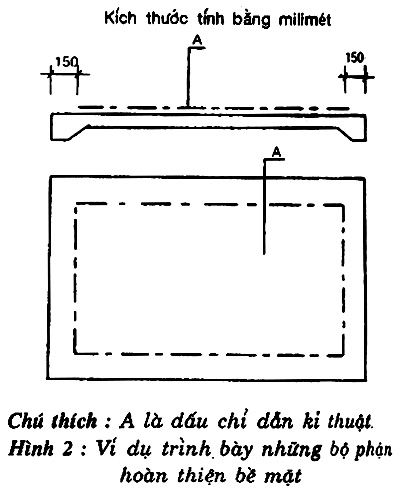 Kích thước tính bằng milimét
A
150
150
A
Chú thích : A là dấu chỉ dẫn kỉ thuật.
Hình 2 : Ví dụ trình bày những bộ phận
hoàn thiện bề mặt